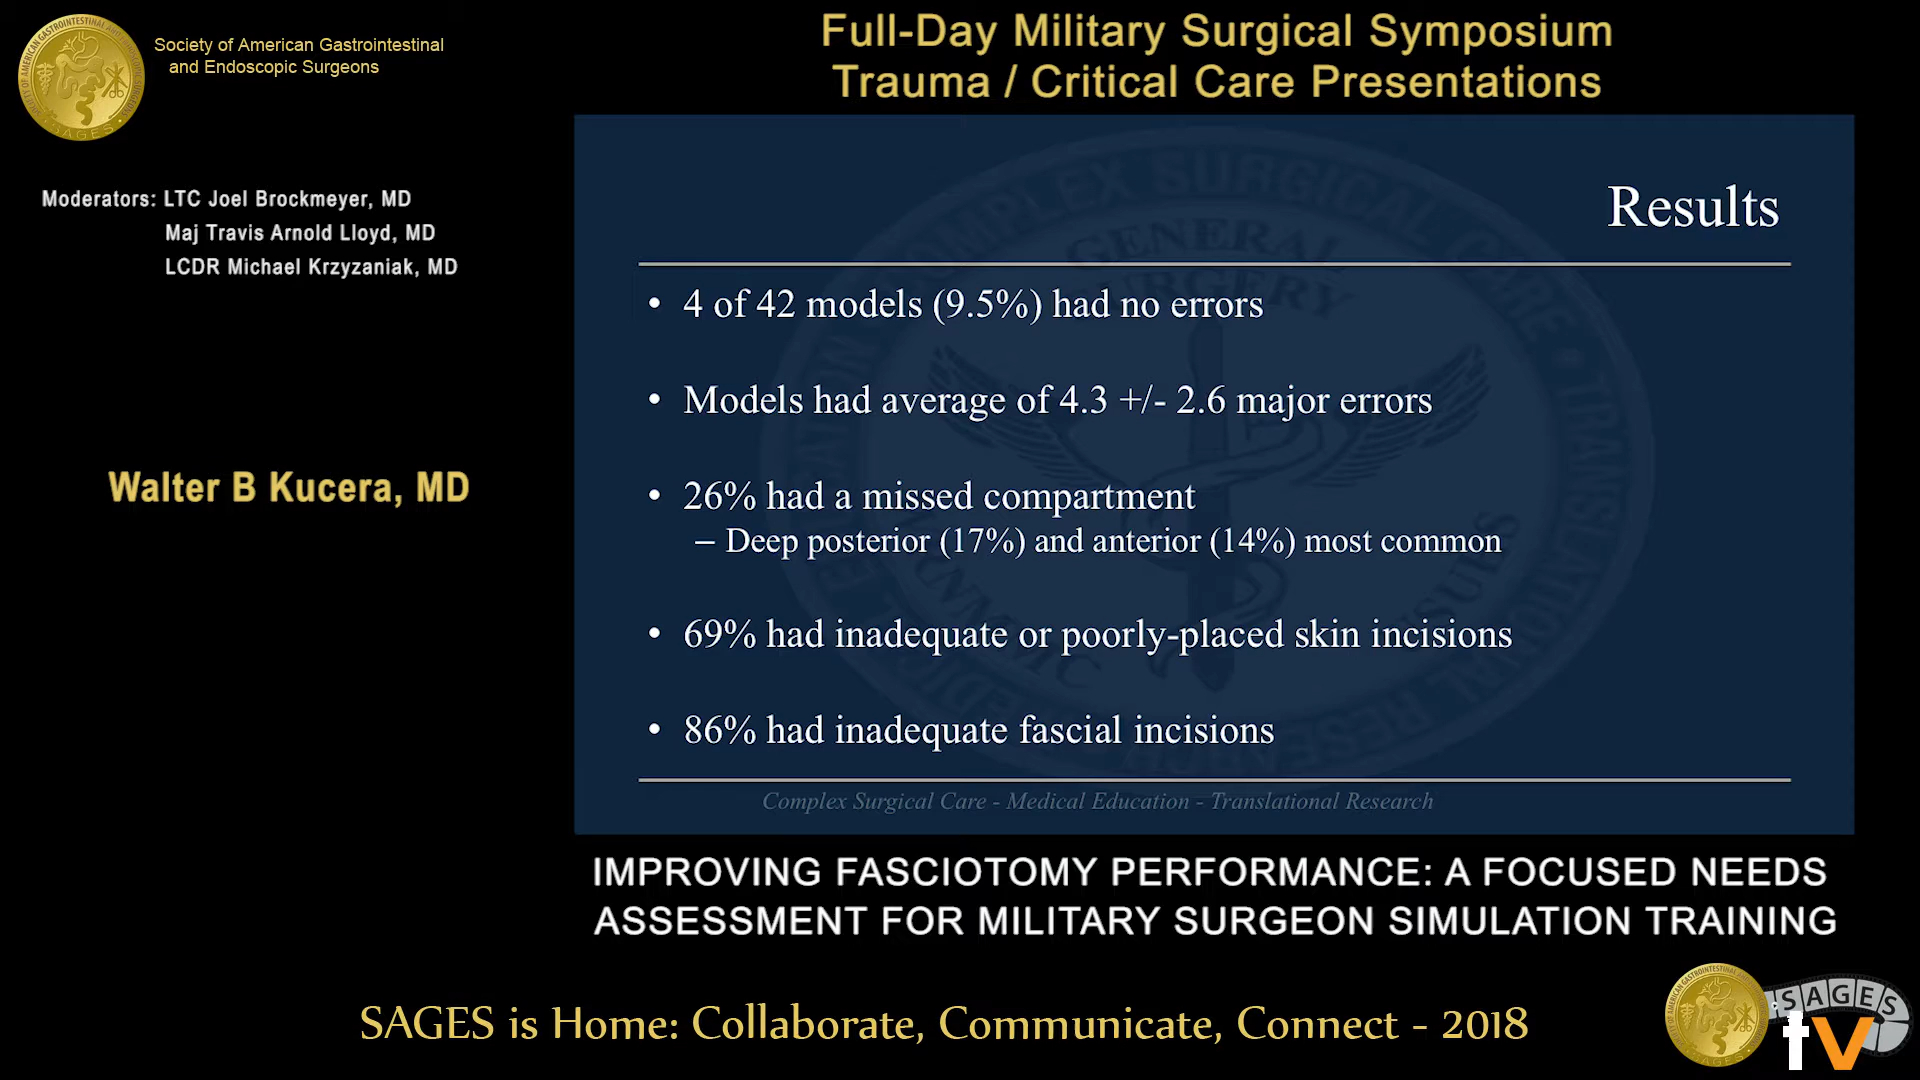 Society of American Gastrointestinal
and Endoscopic Surgeons
Full-Day Military Surgical Symposium
Trauma / Critical Care Presentations
Moderators: LTC Joel Brockmeyer, MD
Maj Travis Arnold Lloyd, MD
LCDR Michael Krzyzaniak, MD
Walter B Kucera, MD
Results
• 4 of 42 models (9.5%) had no errors
• Models had average of 4.3 +/- 2.6 major errors
• 26% had a missed compartment
– Deep posterior (17%) and anterior (14%) most common
• 69% had inadequate or poorly-placed skin incisions
• 86% had inadequate fascial incisions
Complex Surgical Care - Medical Education - Translational Research
IMPROVING FASCIOTOMY PERFORMANCE: A FOCUSED NEEDS
ASSESSMENT FOR MILITARY SURGEON SIMULATION TRAINING
SAGES is Home: Collaborate, Communicate, Connect - 2018
SAGES
tv